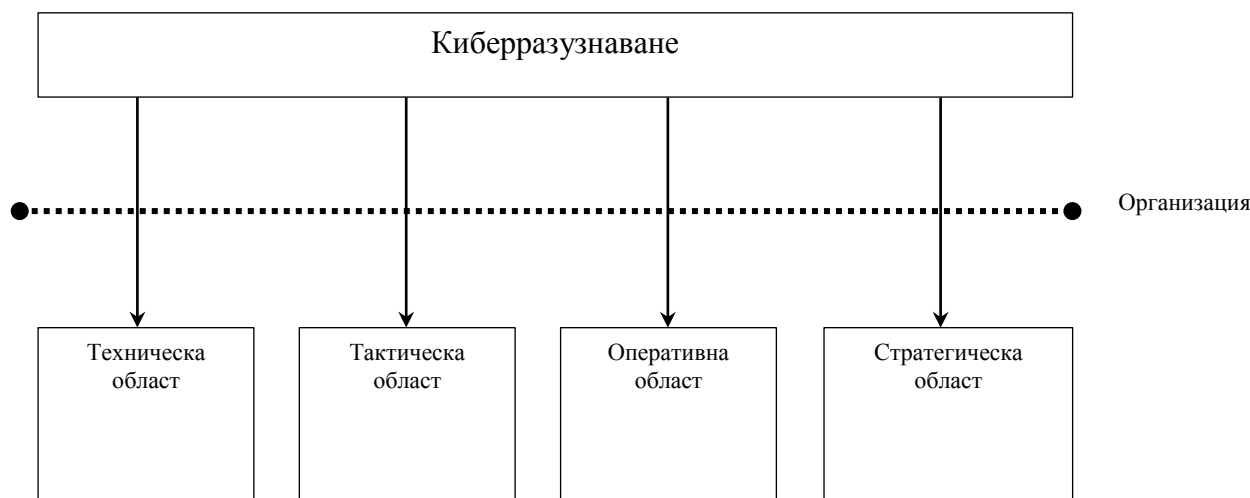 Киберразузнаване
Организация
Техническа
област
Тактическа
област
Оперативна
област
Стратегическа
област